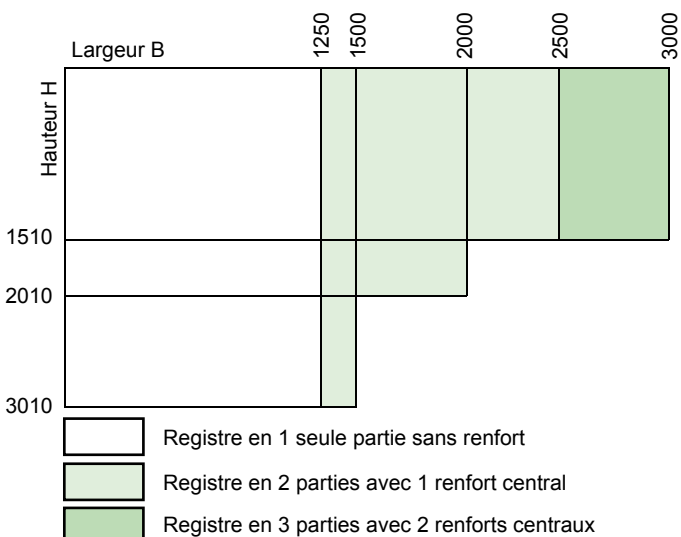 Largeur B
1250
1500
2000
2500
3000
Hauteur H
1510
2010
3010
Registre en 1 seule partie sans renfort
Registre en 2 parties avec 1 renfort central
Registre en 3 parties avec 2 renforts centraux